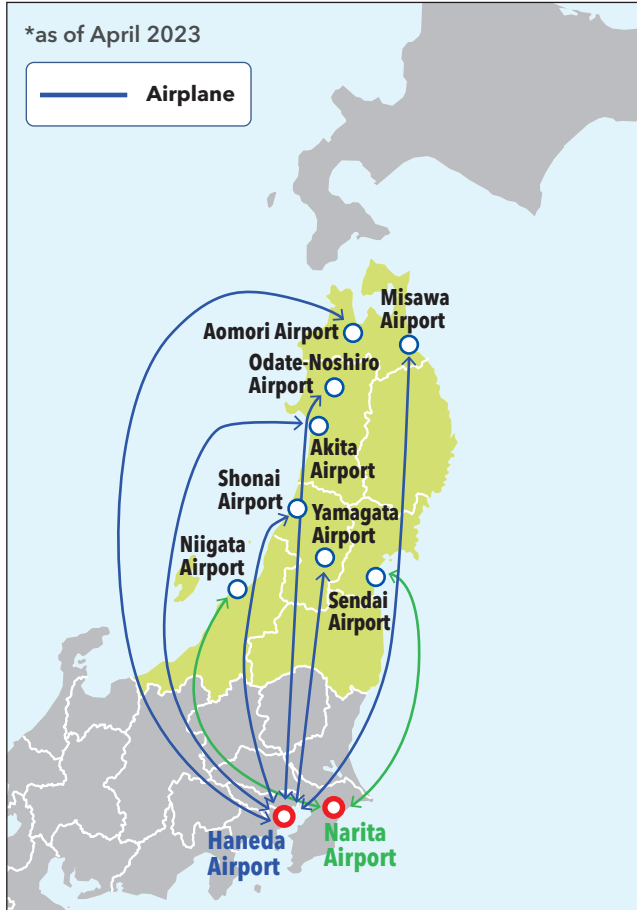 *as of April 2023
Airplane
Misawa
Airport
Aomori Airport
Odate-Noshiro
Airport
Akita
Airport
Shonai
Airport
Yamagata
Airport
Niigata
Airport
Sendai
Airport
Haneda
Airport
Narita
Airport